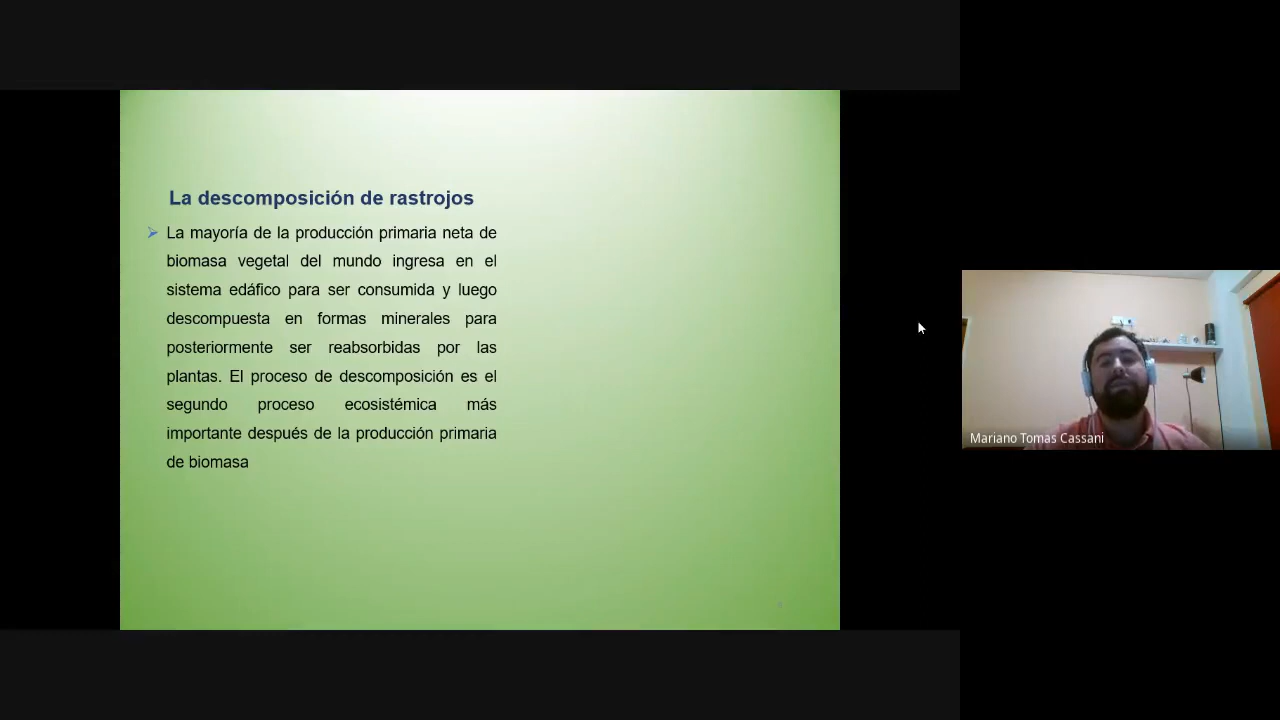 La descomposición de rastrojos
La mayoría de la producción primaria neta de
biomasa vegetal del mundo ingresa en el
sistema edáfico para ser consumida y luego
descompuesta en formas minerales para
posteriormente ser reabsorbidas por las
plantas. El proceso de descomposición es el
segundo proceso ecosistémica más
importante después de la producción primaria
de biomasa
Mariano Tomas Cassani